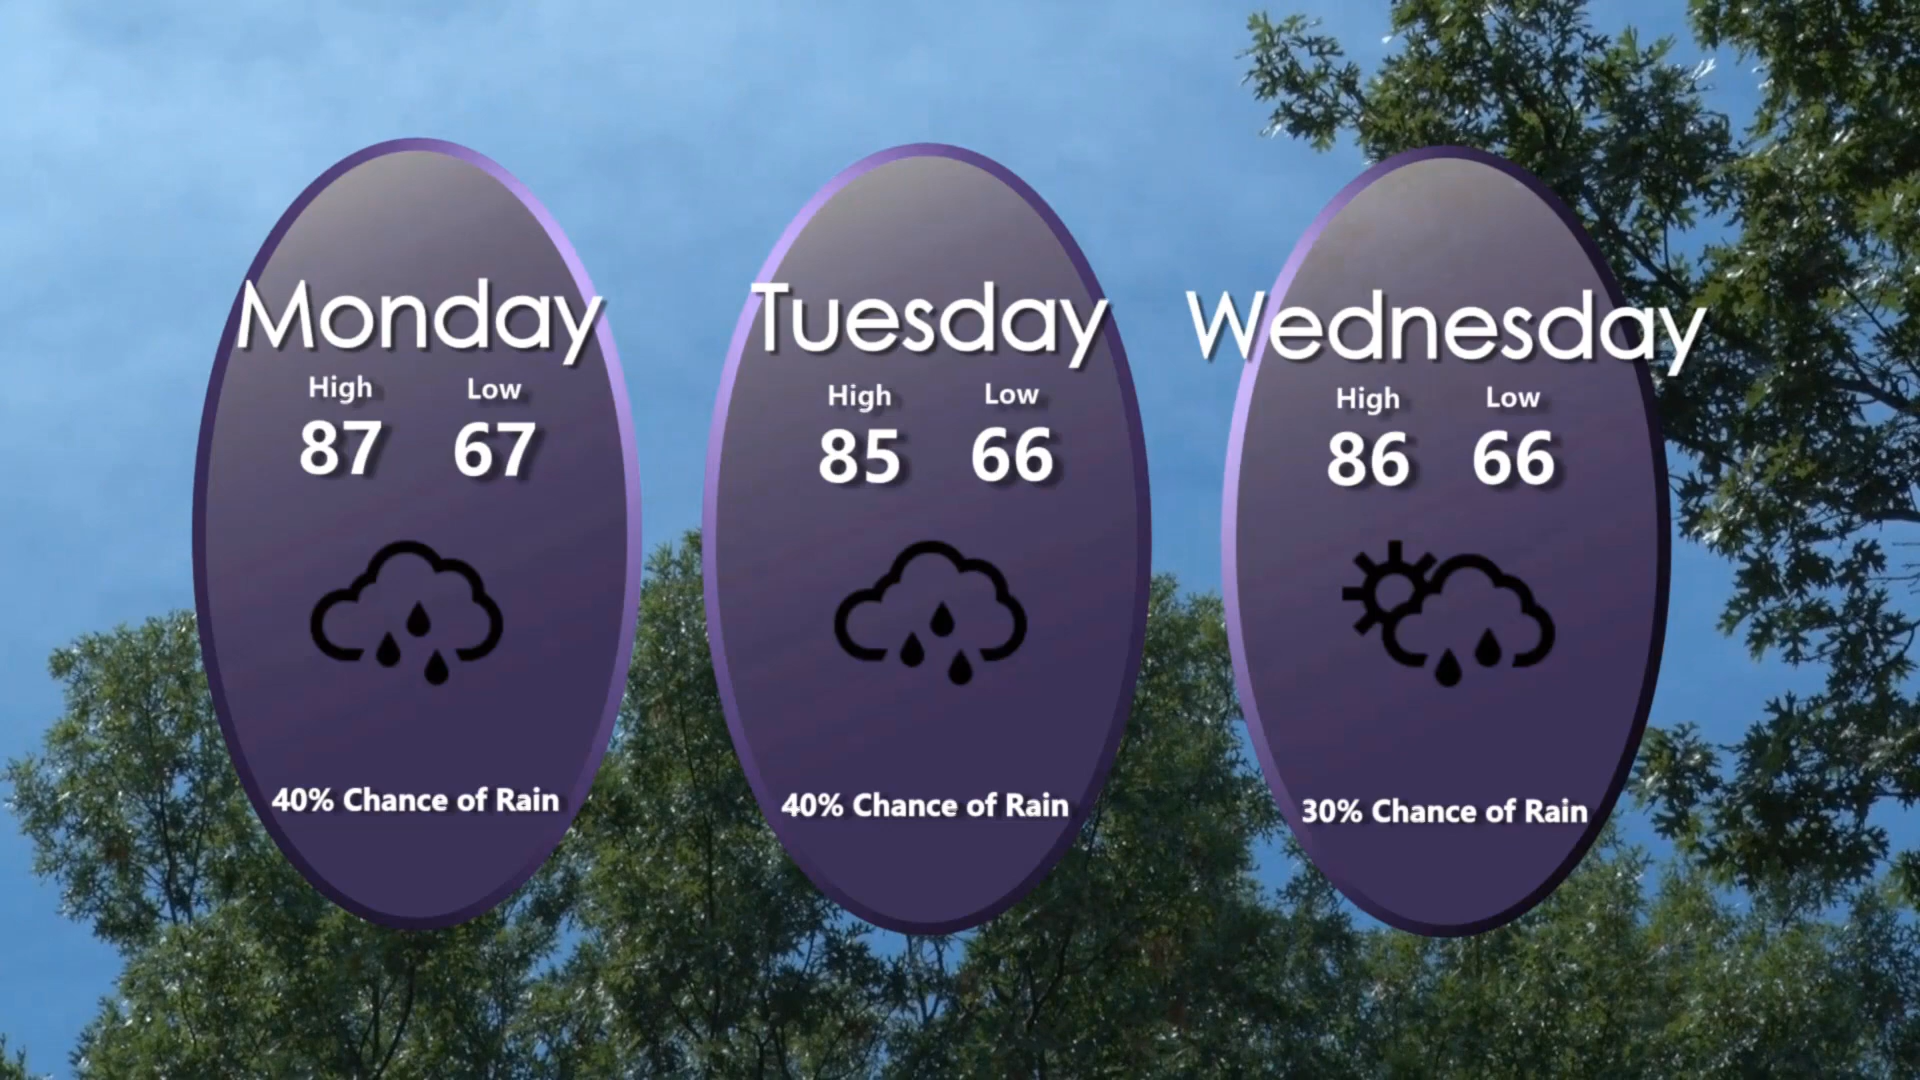 Monday
High Low
87 67
40% Chance of Rain
Tuesday
High Low
85 66
40% Chance of Rain
Wednesday
High Low
86 66
30% Chance of Rain